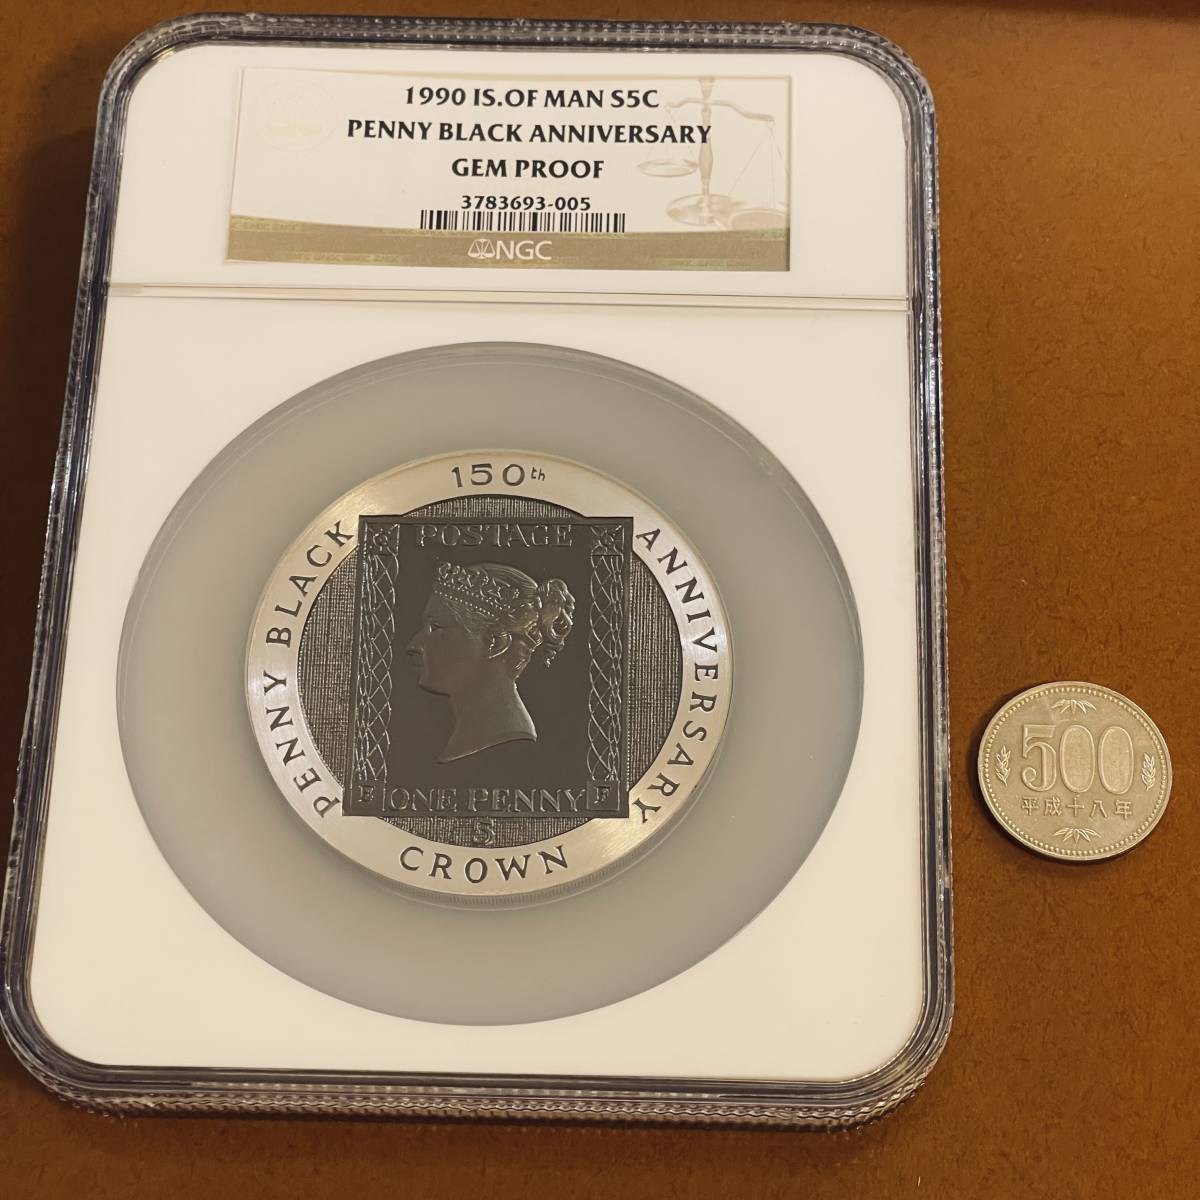 1990 IS.OF MAN S5C
PENNY BLACK ANNIVERSARY
GEM PROOF
3783693-005
NGC
150th
PENNY BLACK
ANNIVERSARY
POSTAGE
ONE PENNY
5
CROWN
500
平成十八年